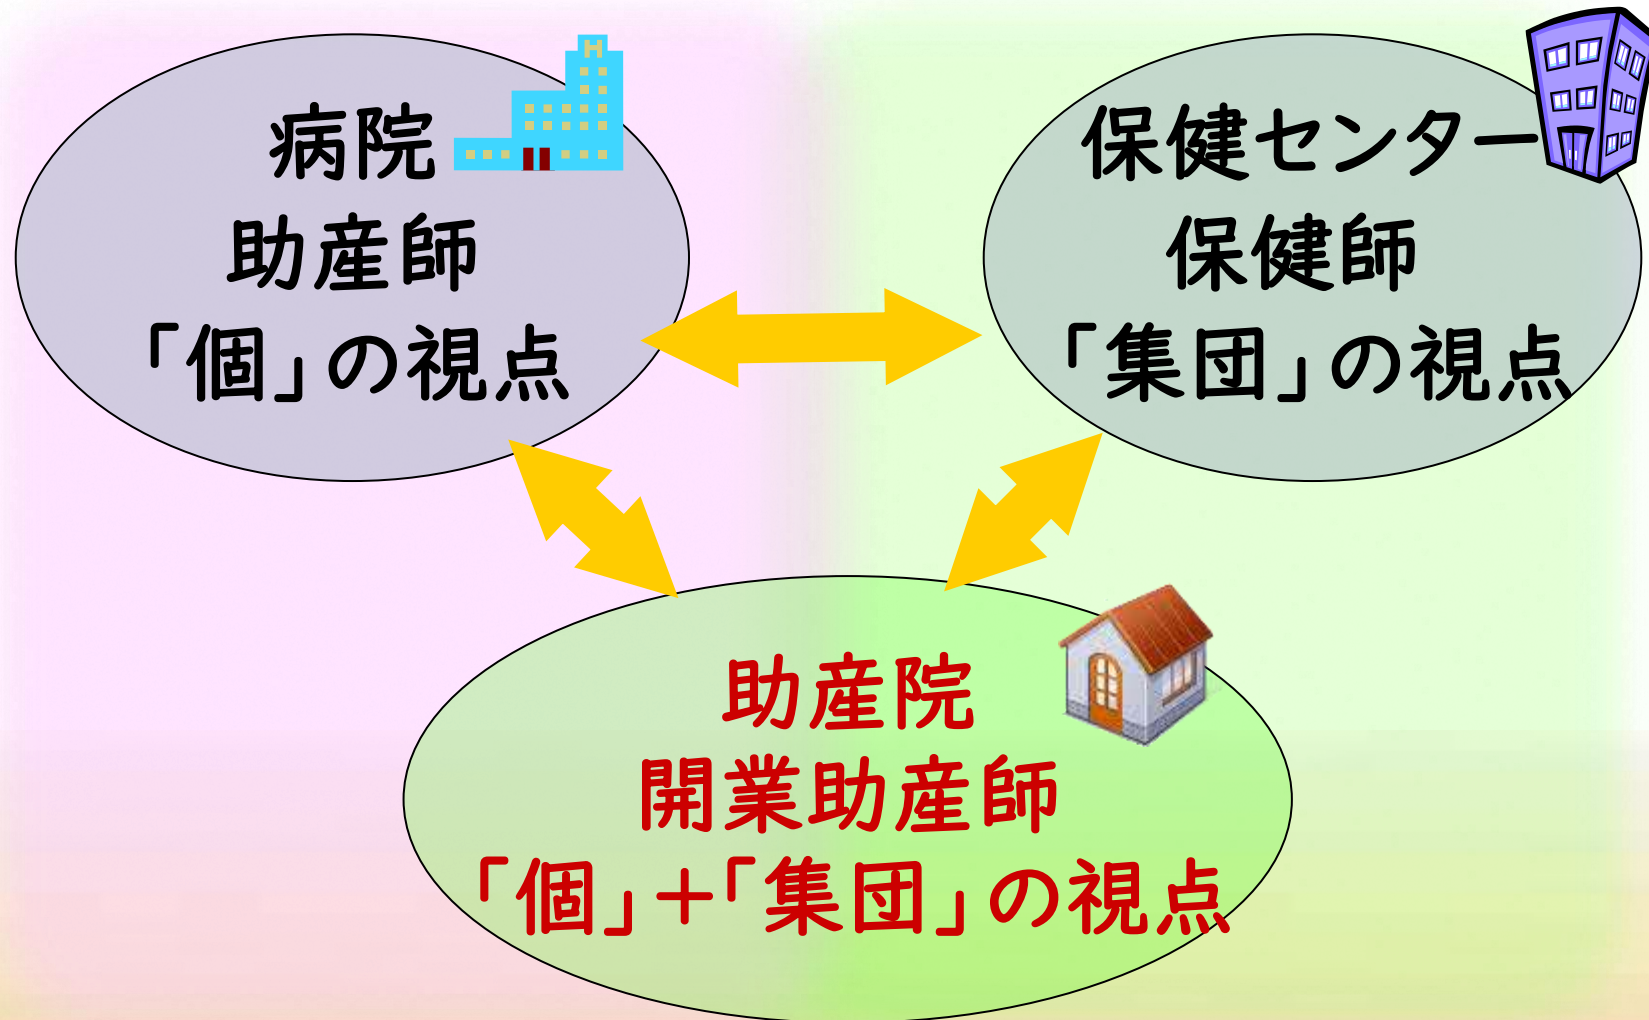 病院
助産師
「個」の視点
保健センター
保健師
「集団」の視点
助産院
開業助産師
「個」+「集団」の視点
H